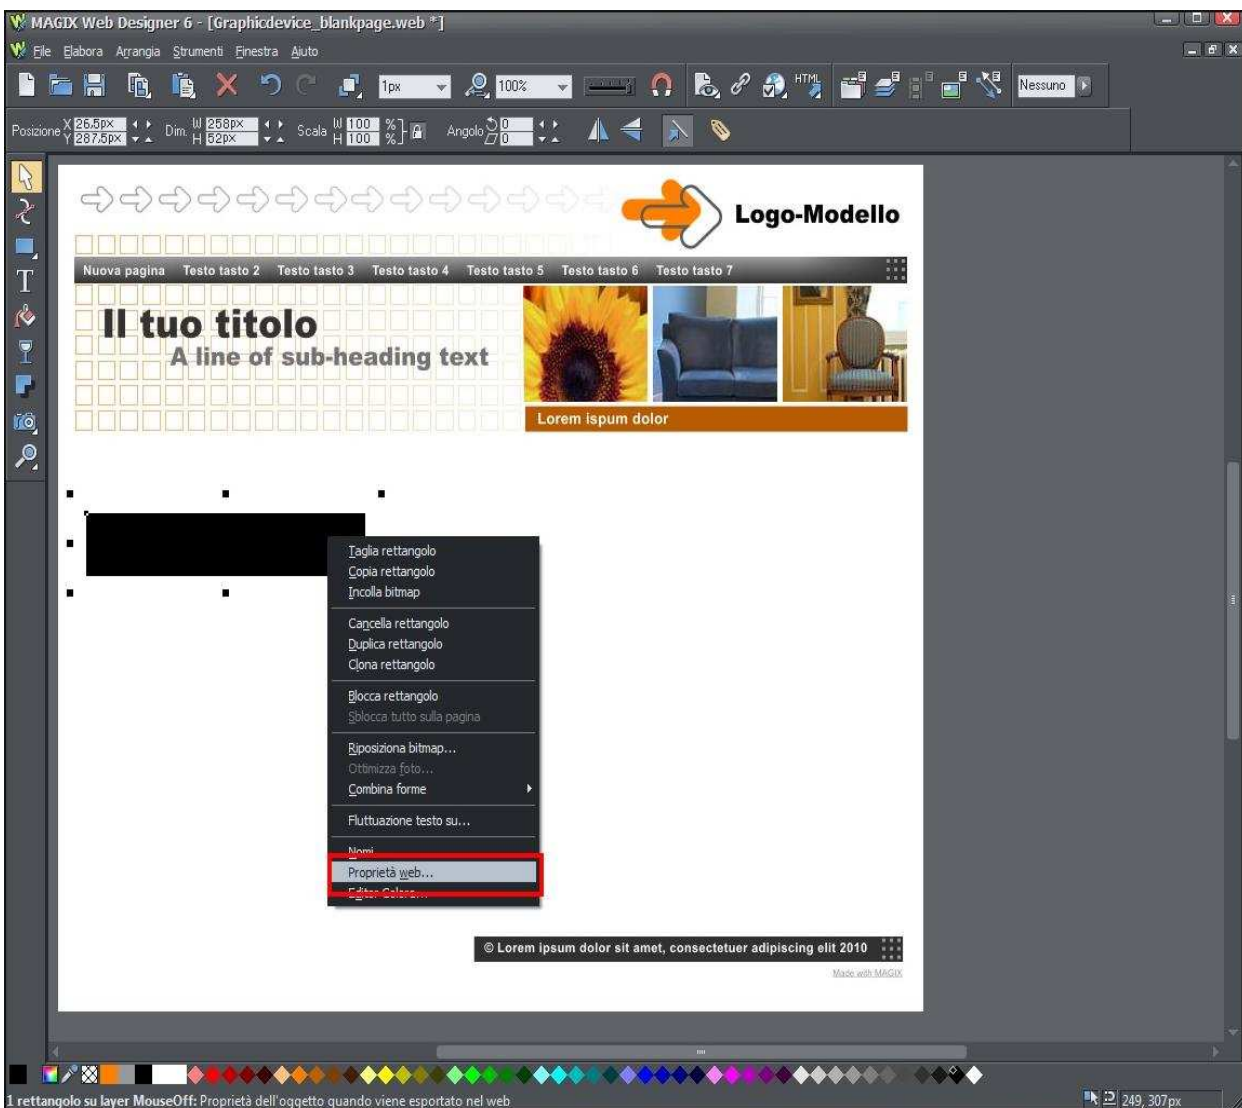 MAGIX Web Designer 6 - [Graphicdevice_blankpage.web *]
File Elabora Arrangia Strumenti Finestra Aiuto
1px 100% HTML Nessuno
Posizione X 26,5px Y 287,5px Dim. W 258px H 52px Scala W 100 % H 100 % Angolo 0 0
Logo-Modello
Nuova pagina Testo tasto 2 Testo tasto 3 Testo tasto 4 Testo tasto 5 Testo tasto 6 Testo tasto 7
Il tuo titolo
A line of sub-heading text
Lorem ispum dolor
Taglia rettangolo
Copia rettangolo
Incolla bitmap
Cancella rettangolo
Duplica rettangolo
Clona rettangolo
Blocca rettangolo
Sblocca tutto sulla pagina
Riposiziona bitmap...
Ottimizza foto...
Combina forme
Fluttuazione testo su...
Nomi...
Proprietà web...
Editor Colore...
© Lorem ipsum dolor sit amet, consectetuer adipiscing elit 2010
Made with MAGIX
1 rettangolo su layer MouseOff: Proprietà dell'oggetto quando viene esportato nel web
249, 307px